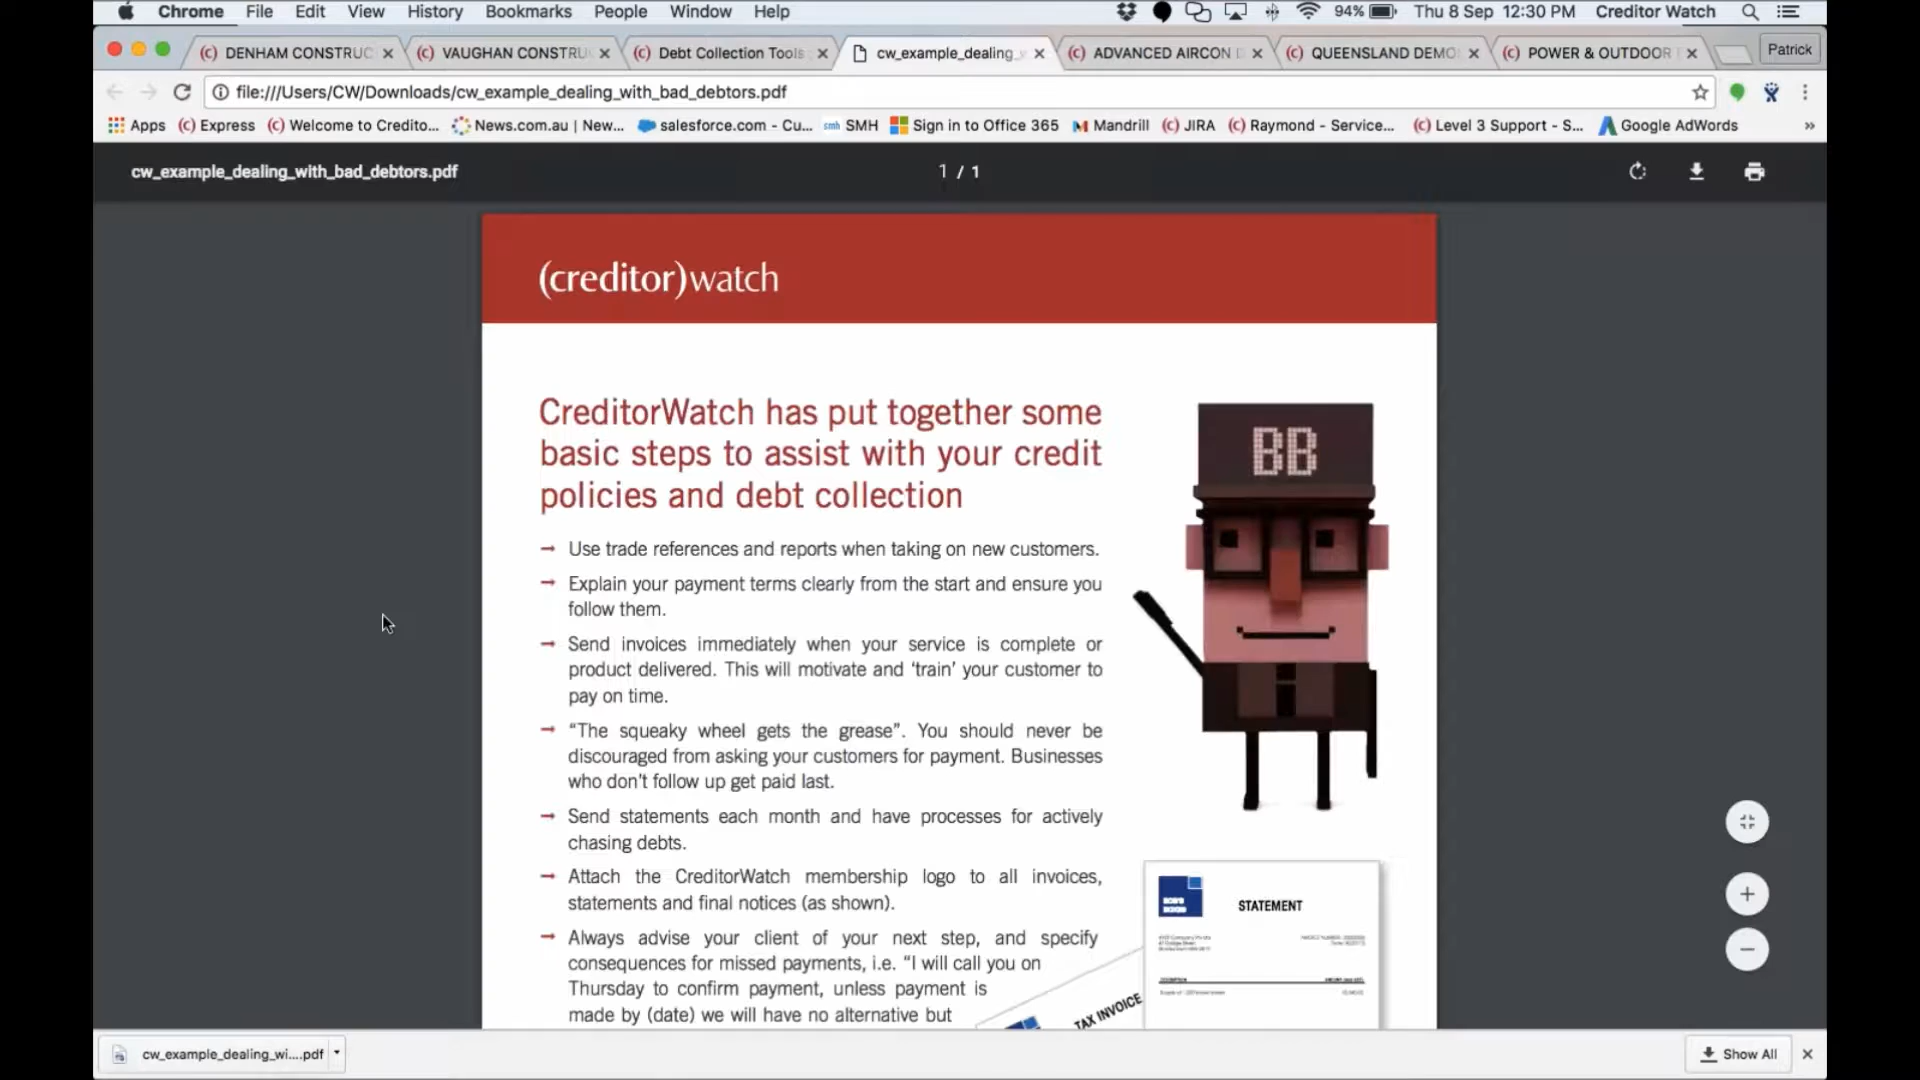 Chrome File Edit View History Bookmarks People Window Help 94% Thu 8 Sep 12:30 PM Creditor Watch
(c) DENHAM CONSTRUC (c) VAUGHAN CONSTRU (c) Debt Collection Tools cw_example_dealing_ (c) ADVANCED AIRCON (c) QUEENSLAND DEMO (c) POWER & OUTDOOR Patrick
file:///Users/CW/Downloads/cw_example_dealing_with_bad_debtors.pdf
Apps (c) Express (c) Welcome to Credito... News.com.au | New... salesforce.com - Cu... smh SMH Sign in to Office 365 Mandrill (c) JIRA (c) Raymond - Service... (c) Level 3 Support - S... Google AdWords »
cw_example_dealing_with_bad_debtors.pdf 1 / 1
(creditor)watch
CreditorWatch has put together some
basic steps to assist with your credit
policies and debt collection
BB
→ Use trade references and reports when taking on new customers.
→ Explain your payment terms clearly from the start and ensure you
follow them.
→ Send invoices immediately when your service is complete or
product delivered. This will motivate and ‘train’ your customer to
pay on time.
→ “The squeaky wheel gets the grease”. You should never be
discouraged from asking your customers for payment. Businesses
who don’t follow up get paid last.
→ Send statements each month and have processes for actively
chasing debts.
→ Attach the CreditorWatch membership logo to all invoices,
statements and final notices (as shown).
→ Always advise your client of your next step, and specify
consequences for missed payments, i.e. “I will call you on
Thursday to confirm payment, unless payment is
made by (date) we will have no alternative but
STATEMENT
TAX INVOICE
cw_example_dealing_wi....pdf Show All